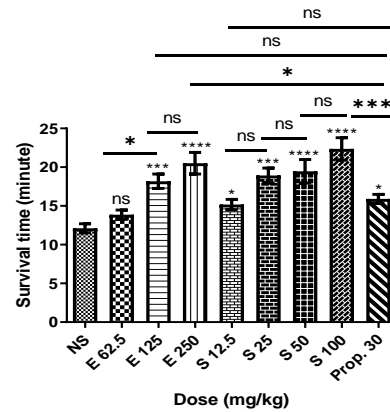 ns
ns
*
ns ns ***
* ns ns
**** ****
*** *** ****
ns * *
25
20
15
10
5
0
Survival time (minute)
NS
E 62.5
E 125
E 250
S 12.5
S 25
S 50
S 100
Prop. 30
Dose (mg/kg)